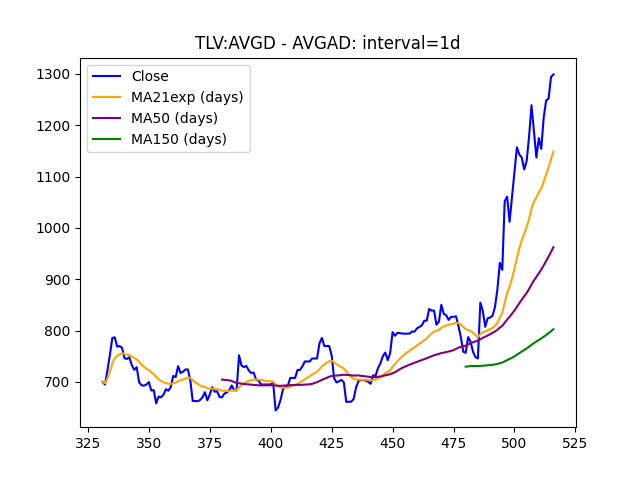 TLV:AVGD - AVGAD: interval=1d
Close
MA21exp (days)
MA50 (days)
MA150 (days)
1300
1200
1100
1000
900
800
700
325 350 375 400 425 450 475 500 525